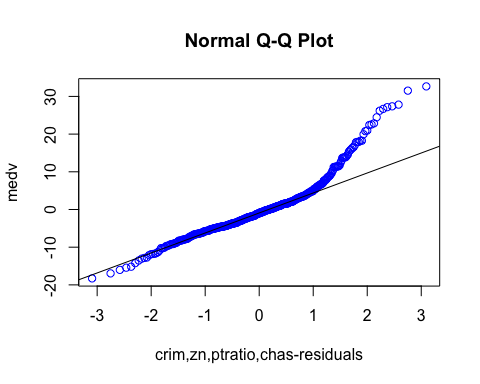 Normal Q-Q Plot
30
20
10
0
-10
-20
medv
-3 -2 -1 0 1 2 3
crim,zn,ptratio,chas-residuals